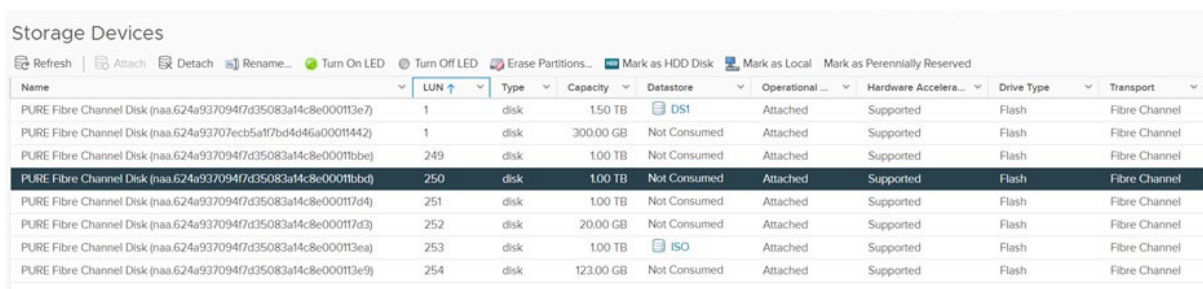 Storage Devices
Refresh Attach Detach Rename... Turn On LED Turn Off LED Erase Partitions... Mark as HDD Disk Mark as Local Mark as Perennially Reserved
Name LUN Type Capacity Datastore Operational ... Hardware Accelera... Drive Type Transport
PURE Fibre Channel Disk (naa.624a937094f7d35083a14c8e000113e7) 1 disk 1.50 TB DS1 Attached Supported Flash Fibre Channel
PURE Fibre Channel Disk (naa.624a93707ecb5a1f7bd4d46a00011442) 1 disk 300.00 GB Not Consumed Attached Supported Flash Fibre Channel
PURE Fibre Channel Disk (naa.624a937094f7d35083a14c8e00011bbe) 249 disk 1.00 TB Not Consumed Attached Supported Flash Fibre Channel
PURE Fibre Channel Disk (naa.624a937094f7d35083a14c8e00011bbd) 250 disk 1.00 TB Not Consumed Attached Supported Flash Fibre Channel
PURE Fibre Channel Disk (naa.624a937094f7d35083a14c8e000117d4) 251 disk 1.00 TB Not Consumed Attached Supported Flash Fibre Channel
PURE Fibre Channel Disk (naa.624a937094f7d35083a14c8e000117d3) 252 disk 20.00 GB Not Consumed Attached Supported Flash Fibre Channel
PURE Fibre Channel Disk (naa.624a937094f7d35083a14c8e000113ea) 253 disk 1.00 TB ISO Attached Supported Flash Fibre Channel
PURE Fibre Channel Disk (naa.624a937094f7d35083a14c8e000113e9) 254 disk 123.00 GB Not Consumed Attached Supported Flash Fibre Channel